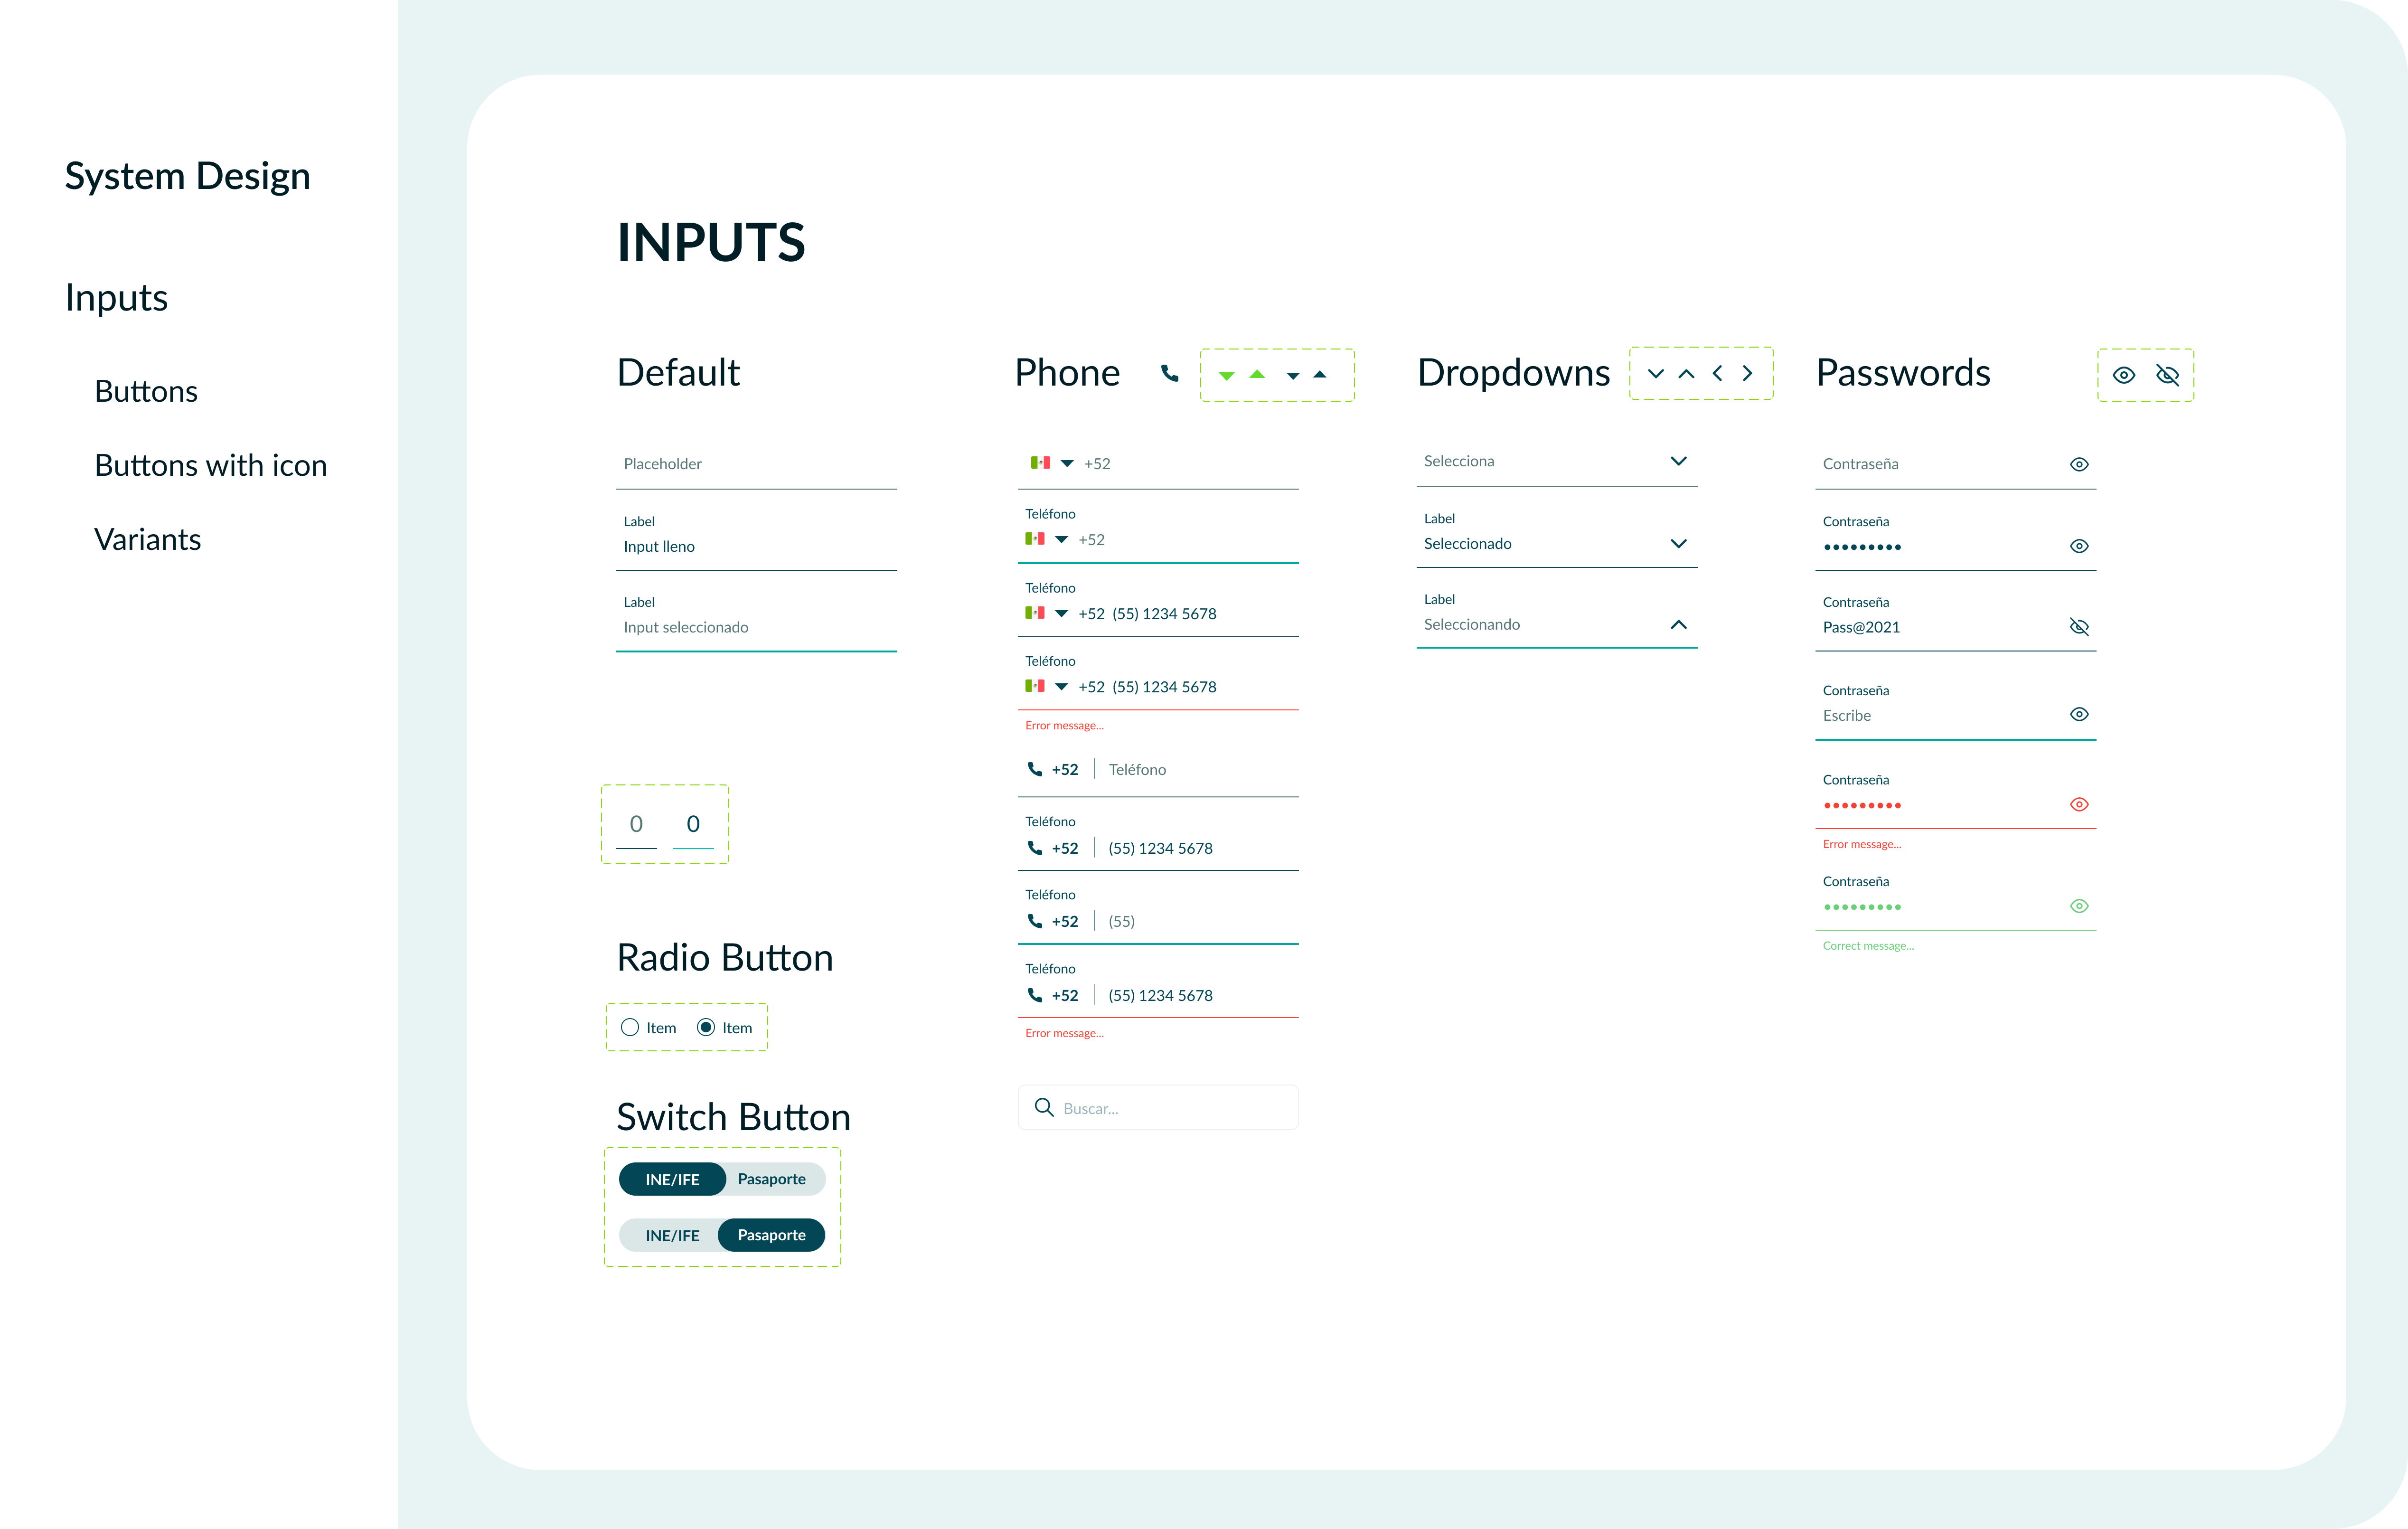 System Design
Inputs
Buttons
Buttons with icon
Variants
INPUTS
Default
Placeholder
Label
Input lleno
Label
Input seleccionado
0 0
Radio Button
Item Item
Switch Button
INE/IFE Pasaporte
INE/IFE Pasaporte
Phone
+52
Teléfono
+52
Teléfono
+52 (55) 1234 5678
Teléfono
+52 (55) 1234 5678
Error message...
+52 Teléfono
Teléfono
+52 (55) 1234 5678
Teléfono
+52 (55)
Teléfono
+52 (55) 1234 5678
Error message...
Buscar...
Dropdowns
Selecciona
Label
Seleccionado
Label
Seleccionando
Passwords
Contraseña
Contraseña
•••••••••
Contraseña
Pass@2021
Contraseña
Escribe
Contraseña
•••••••••
Error message...
Contraseña
•••••••••
Correct message...